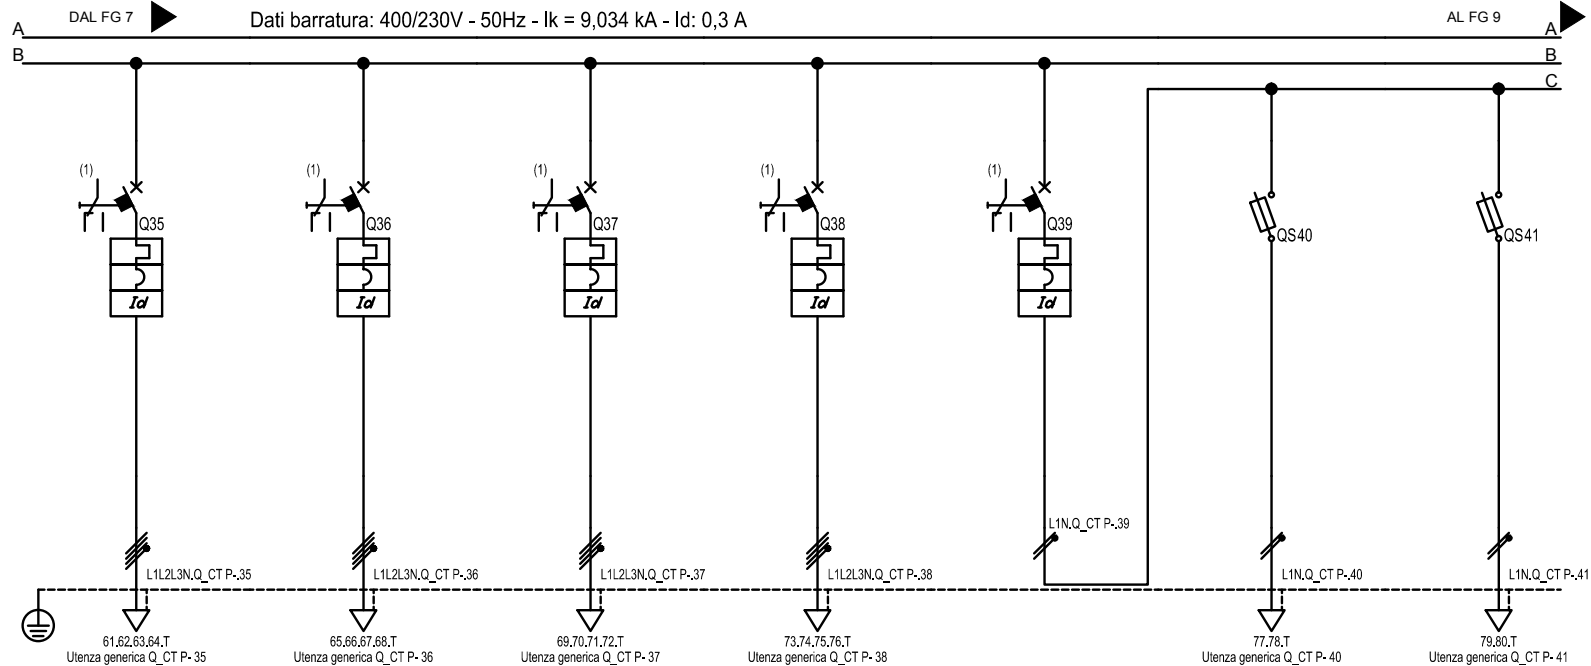 DAL FG 7
Dati barratura: 400/230V - 50Hz - Ik = 9,034 kA - Id: 0,3 A
AL FG 9
A
A
B
B
C
(1)
(1)
(1)
(1)
(1)
Q35
Q36
Q37
Q38
Q39
QS40
QS41
Id
Id
Id
Id
Id
L1N.Q_CT P-.39
L1L2L3N.Q_CT P-.35
L1L2L3N.Q_CT P-.36
L1L2L3N.Q_CT P-.37
L1L2L3N.Q_CT P-.38
L1N.Q_CT P-.40
L1N.Q_CT P-.41
61.62.63.64.T
Utenza generica Q_CT P- 35
65.66.67.68.T
Utenza generica Q_CT P- 36
69.70.71.72.T
Utenza generica Q_CT P- 37
73.74.75.76.T
Utenza generica Q_CT P- 38
77.78.T
Utenza generica Q_CT P- 40
79.80.T
Utenza generica Q_CT P- 41